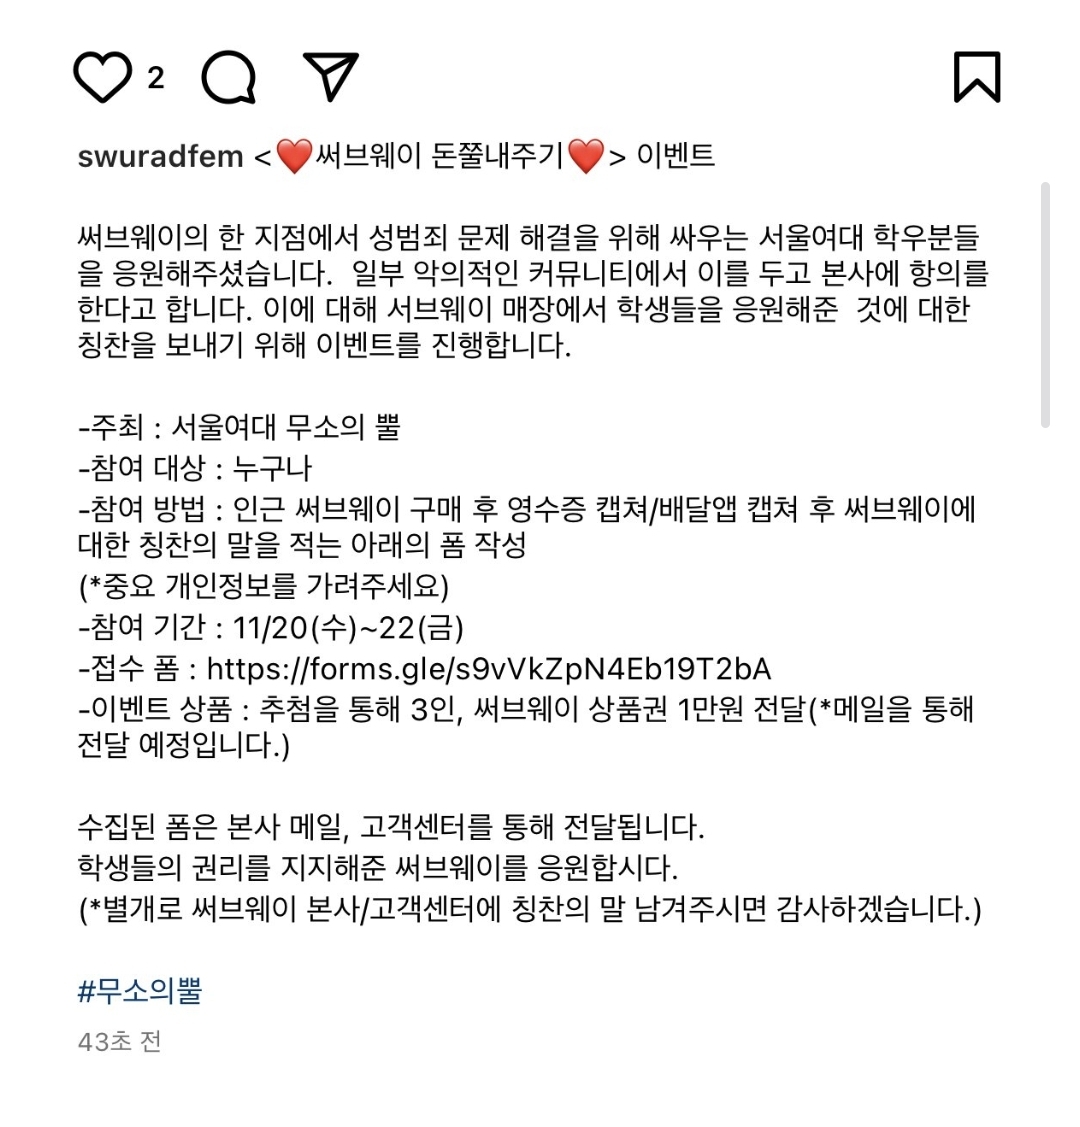 2
swuradfem <❤️써브웨이 돈쭐내주기❤️> 이벤트
써브웨이의 한 지점에서 성범죄 문제 해결을 위해 싸우는 서울여대 학우분들
을 응원해주셨습니다. 일부 악의적인 커뮤니티에서 이를 두고 본사에 항의를
한다고 합니다. 이에 대해 서브웨이 매장에서 학생들을 응원해준 것에 대한
칭찬을 보내기 위해 이벤트를 진행합니다.
-주최 : 서울여대 무소의 뿔
-참여 대상 : 누구나
-참여 방법 : 인근 써브웨이 구매 후 영수증 캡쳐/배달앱 캡쳐 후 써브웨이에
대한 칭찬의 말을 적는 아래의 폼 작성
(*중요 개인정보를 가려주세요)
-참여 기간 : 11/20(수)~22(금)
-접수 폼 : https://forms.gle/s9vVkZpN4Eb19T2bA
-이벤트 상품 : 추첨을 통해 3인, 써브웨이 상품권 1만원 전달(*메일을 통해
전달 예정입니다.)
수집된 폼은 본사 메일, 고객센터를 통해 전달됩니다.
학생들의 권리를 지지해준 써브웨이를 응원합시다.
(*별개로 써브웨이 본사/고객센터에 칭찬의 말 남겨주시면 감사하겠습니다.)
#무소의뿔
43초 전